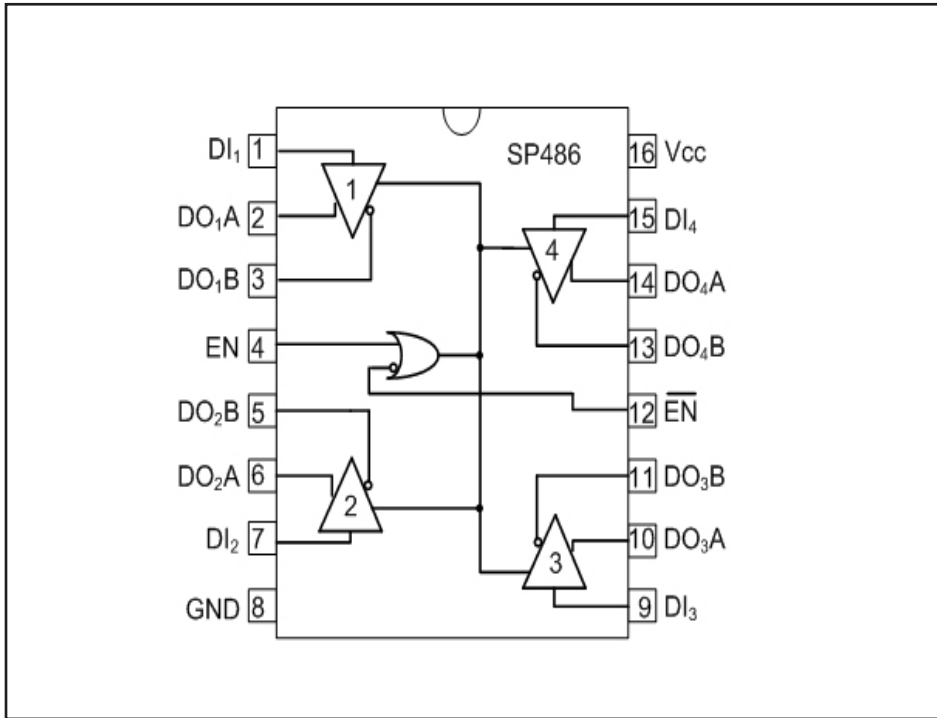 SP486
DI₁ 1
DO₁A 2
DO₁B 3
EN 4
DO₂B 5
DO₂A 6
DI₂ 7
GND 8
16 Vcc
15 DI₄
14 DO₄A
13 DO₄B
12 E̅N̅
11 DO₃B
10 DO₃A
9 DI₃
1
4
2
3